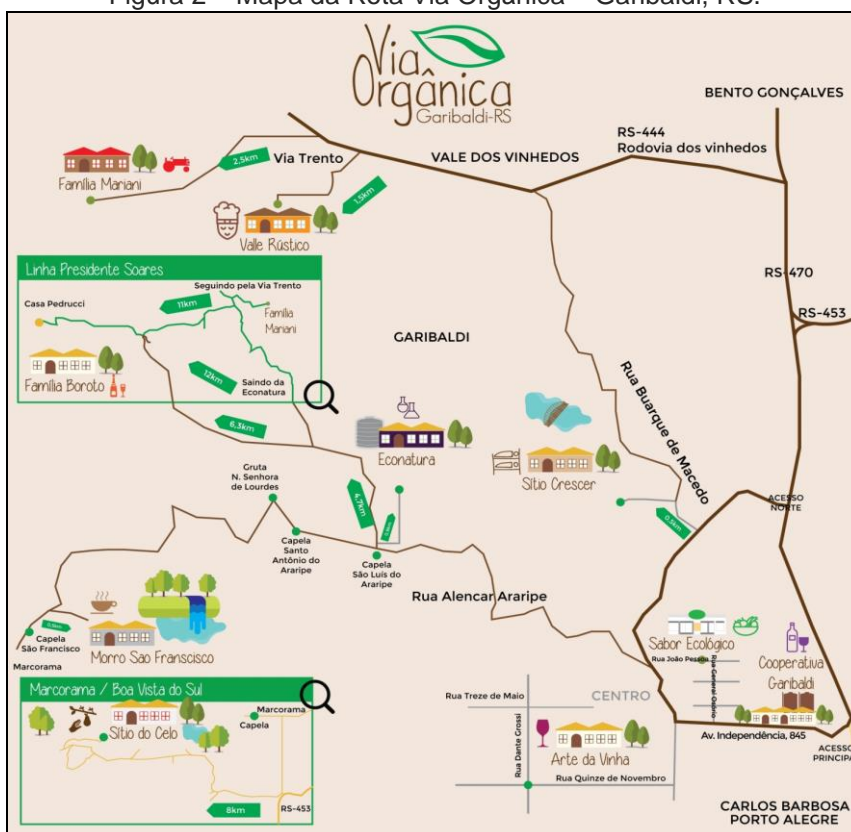 Figura 2 – Mapa da Rota Via Orgânica – Garibaldi, RS.
Via
Orgânica
Garibaldi-RS
BENTO GONÇALVES
RS-444
Rodovia dos vinhedos
2,5km
Via Trento
VALE DOS VINHEDOS
Família Mariani
1,5km
Valle Rústico
Linha Presidente Soares
Seguindo pela Via Trento
11km
Casa Pedrucci
Família
Mariani
12km
Saindo da
Econatura
Família Boroto
6,3km
RS-470
RS-453
GARIBALDI
Rua Buarque de Macedo
Econatura
Sítio Crescer
Gruta
N. Senhora
de Lourdes
4,7km
ACESSO
NORTE
0,5km
Capela
Santo
Antônio do
Araripe
Capela
São Luís do
Araripe
Rua Alencar Araripe
Capela
São Francisco
Marcorama
Morro Sao Franscisco
Sabor Ecológico
Rua João Pessoa
Rua General Osório
Cooperativa
Garibaldi
Av. Independência, 845
ACESSO
PRINCIPA
Marcorama / Boa Vista do Sul
Marcorama
Capela
Sítio do Celo
8km
RS-453
Rua Treze de Maio
CENTRO
Rua Dante Grossi
Arte da Vinha
Rua Quinze de Novembro
CARLOS BARBOSA
PORTO ALEGRE